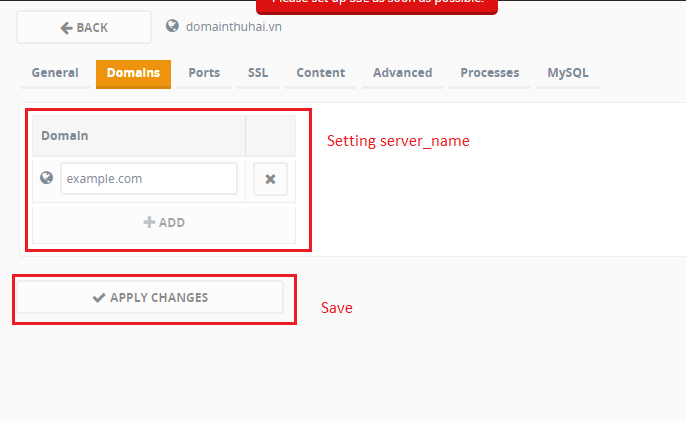 Please set up SSL as soon as possible.
BACK
domainthuhai.vn
General Domains Ports SSL Content Advanced Processes MySQL
Domain
Setting server_name
example.com
ADD
APPLY CHANGES
Save